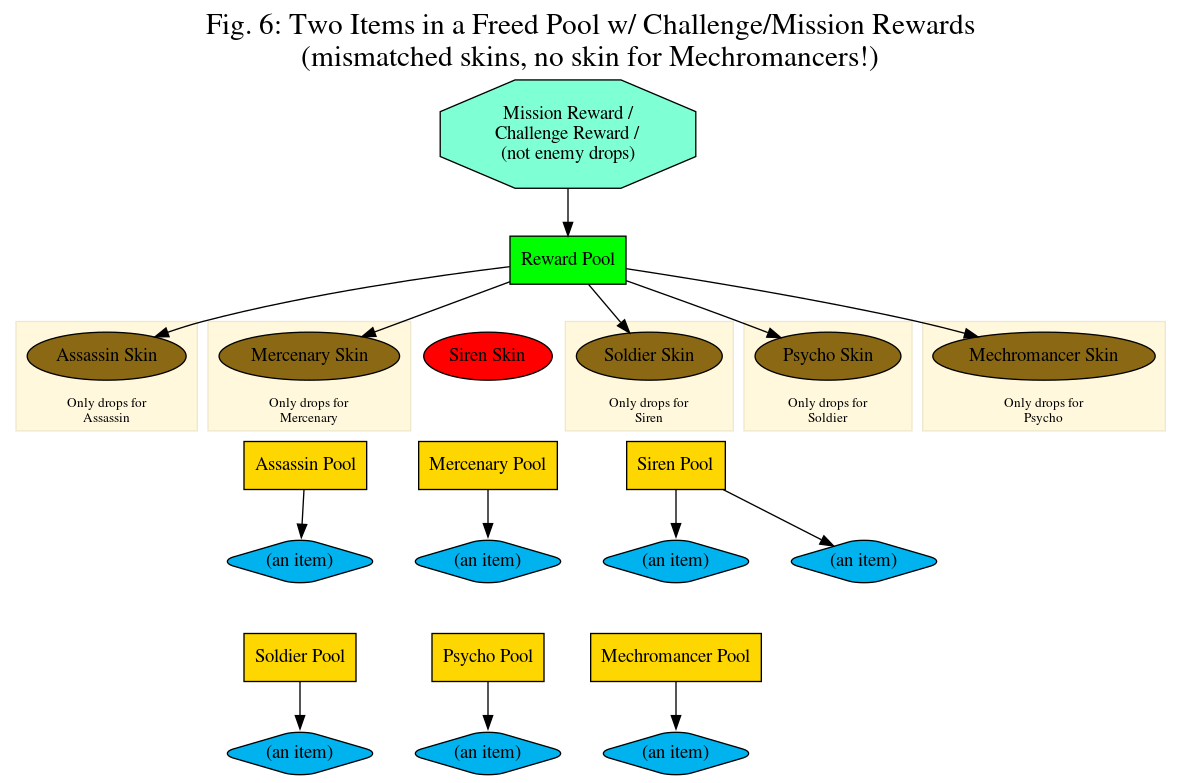 Fig. 6: Two Items in a Freed Pool w/ Challenge/Mission Rewards
(mismatched skins, no skin for Mechromancers!)
Mission Reward /
Challenge Reward /
(not enemy drops)
Reward Pool
Assassin Skin
Mercenary Skin
Siren Skin
Soldier Skin
Psycho Skin
Mechromancer Skin
Only drops for
Assassin
Only drops for
Mercenary
Only drops for
Siren
Only drops for
Soldier
Only drops for
Psycho
Assassin Pool
Mercenary Pool
Siren Pool
(an item)
(an item)
(an item)
(an item)
Soldier Pool
Psycho Pool
Mechromancer Pool
(an item)
(an item)
(an item)